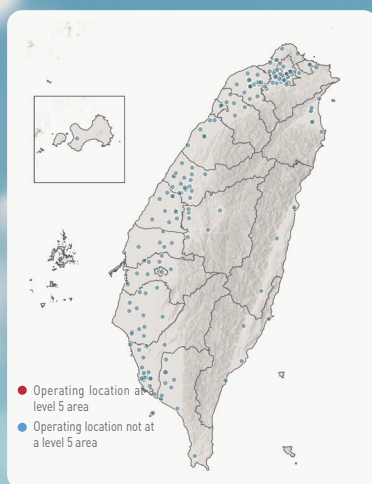 Operating location at a
level 5 area
Operating location not at
a level 5 area